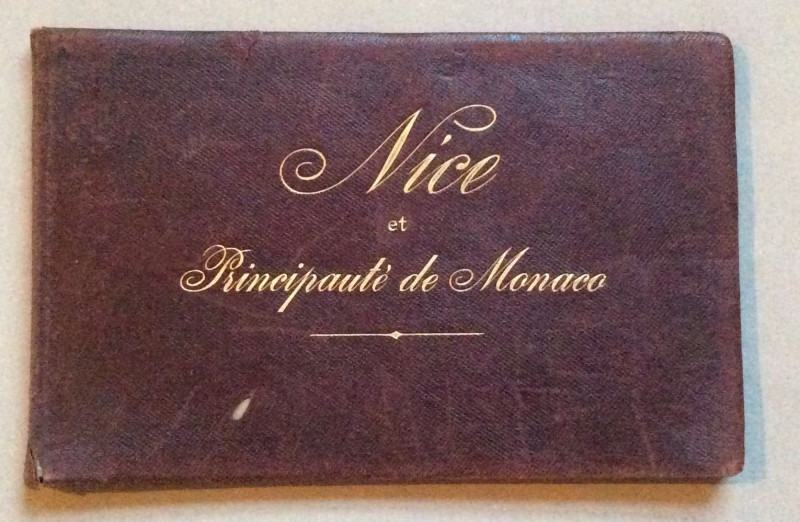 Nice
et
Principauté de Monaco